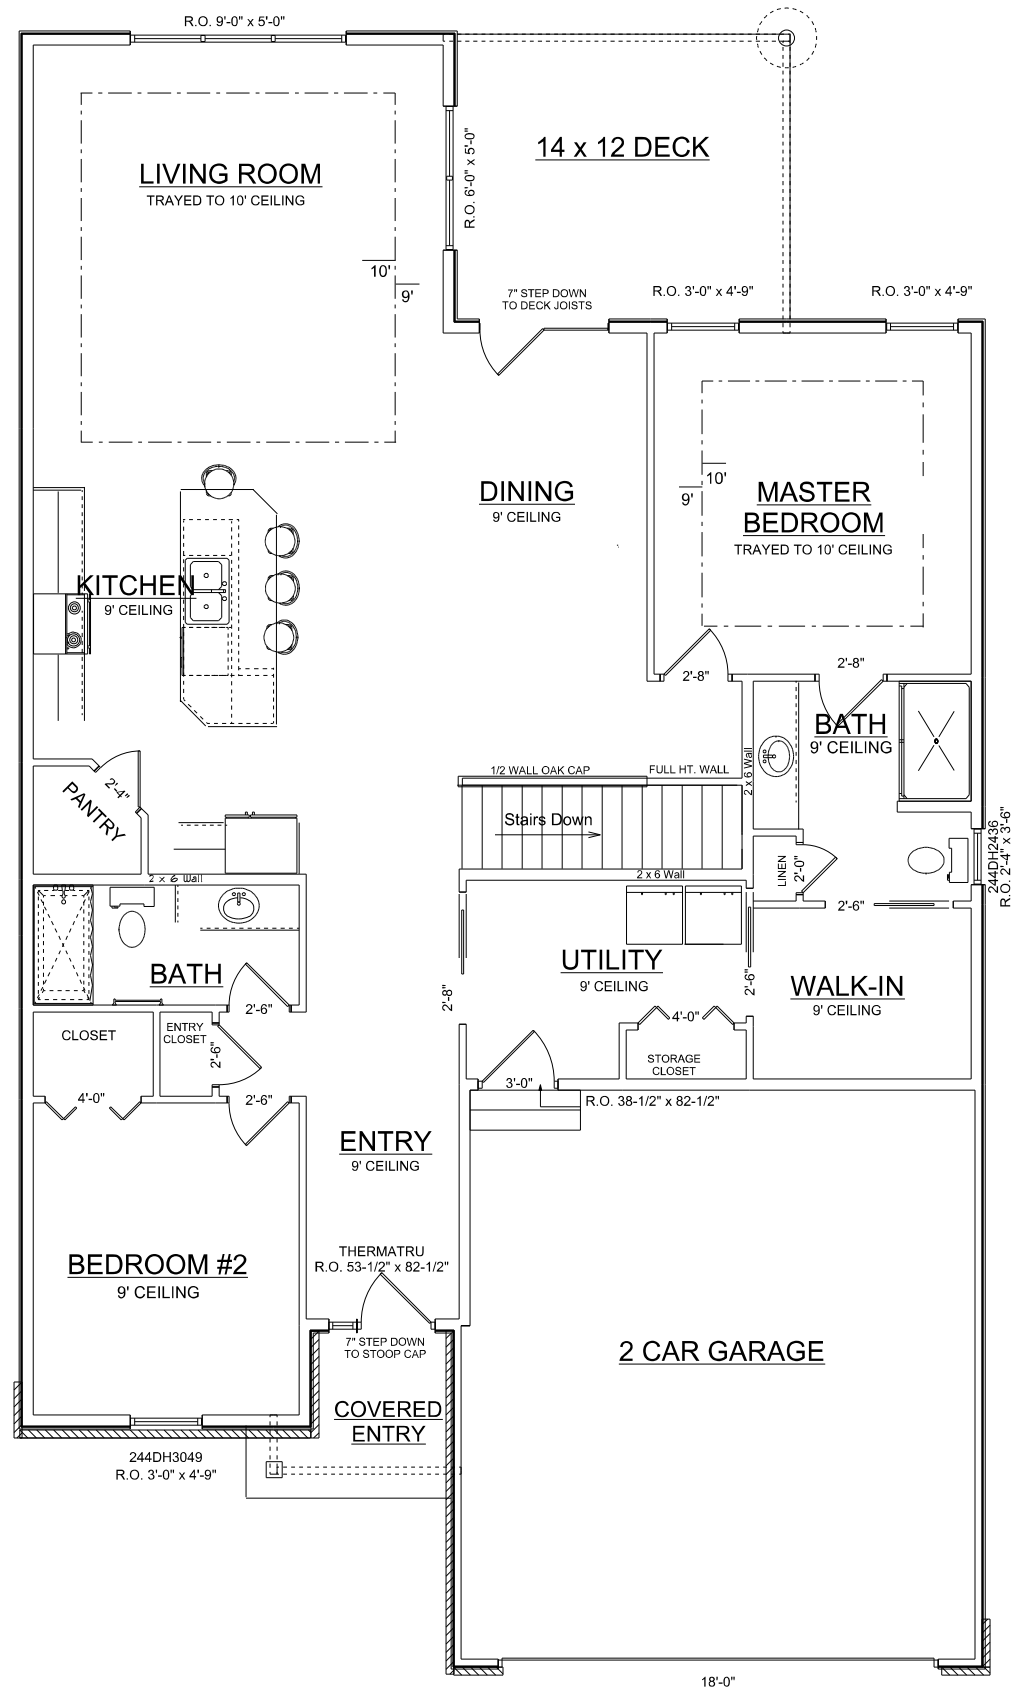 R.O. 9'-0" x 5'-0"
14 x 12 DECK
LIVING ROOM
TRAYED TO 10' CEILING
R.O. 6'-0" x 5'-0"
10'
9'
7" STEP DOWN
TO DECK JOISTS
R.O. 3'-0" x 4'-9"
R.O. 3'-0" x 4'-9"
DINING
9' CEILING
10'
9'
MASTER
BEDROOM
TRAYED TO 10' CEILING
KITCHEN
9' CEILING
2'-8"
2'-8"
BATH
9' CEILING
2 x 6 Wall
1/2 WALL OAK CAP
FULL HT. WALL
2'-4"
PANTRY
Stairs Down
244DH2436
R.O. 2'-4" x 3'-6"
LINEN
2'-0"
2 x 6 Wall
2 x 6 Wall
2'-6"
BATH
UTILITY
9' CEILING
2'-8"
2'-6"
WALK-IN
9' CEILING
2'-6"
4'-0"
CLOSET
ENTRY
CLOSET
2'-6"
STORAGE
CLOSET
3'-0"
4'-0"
2'-6"
R.O. 38-1/2" x 82-1/2"
ENTRY
9' CEILING
THERMATRU
R.O. 53-1/2" x 82-1/2"
BEDROOM #2
9' CEILING
7" STEP DOWN
TO STOOP CAP
2 CAR GARAGE
COVERED
ENTRY
244DH3049
R.O. 3'-0" x 4'-9"
18'-0"